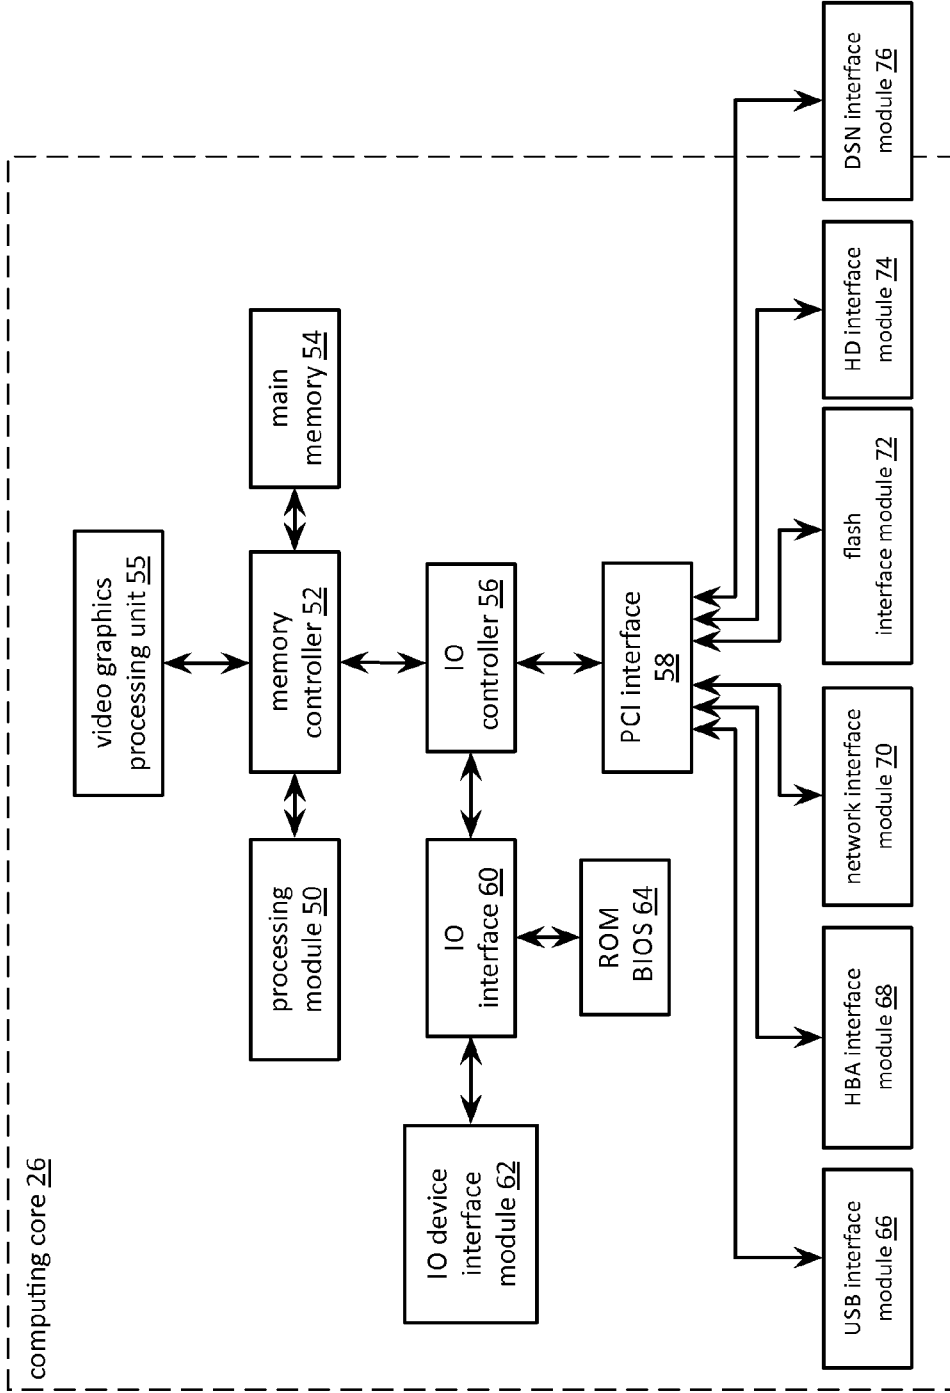 computing core 26
video graphics
processing unit 55
processing
module 50
memory
controller 52
main
memory 54
IO device
interface
module 62
IO
interface 60
IO
controller 56
ROM
BIOS 64
PCI interface
58
USB interface
module 66
HBA interface
module 68
network interface
module 70
flash
interface module 72
HD interface
module 74
DSN interface
module 76